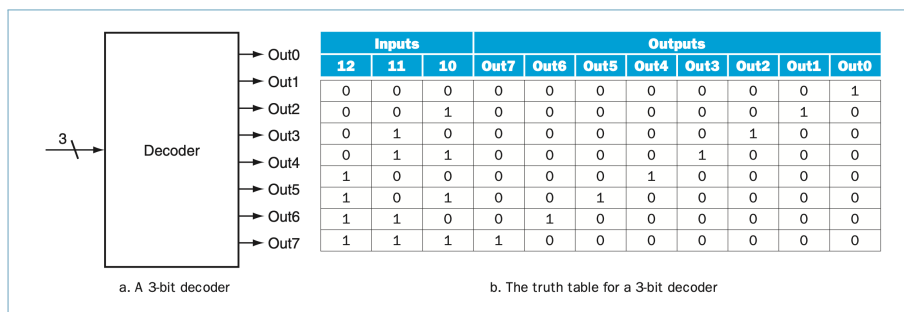 3
Decoder
Out0
Out1
Out2
Out3
Out4
Out5
Out6
Out7
a. A 3-bit decoder
Inputs Outputs
12 11 10 Out7 Out6 Out5 Out4 Out3 Out2 Out1 Out0
0 0 0 0 0 0 0 0 0 0 1
0 0 1 0 0 0 0 0 0 1 0
0 1 0 0 0 0 0 0 1 0 0
0 1 1 0 0 0 0 1 0 0 0
1 0 0 0 0 0 1 0 0 0 0
1 0 1 0 0 1 0 0 0 0 0
1 1 0 0 1 0 0 0 0 0 0
1 1 1 1 0 0 0 0 0 0 0
b. The truth table for a 3-bit decoder